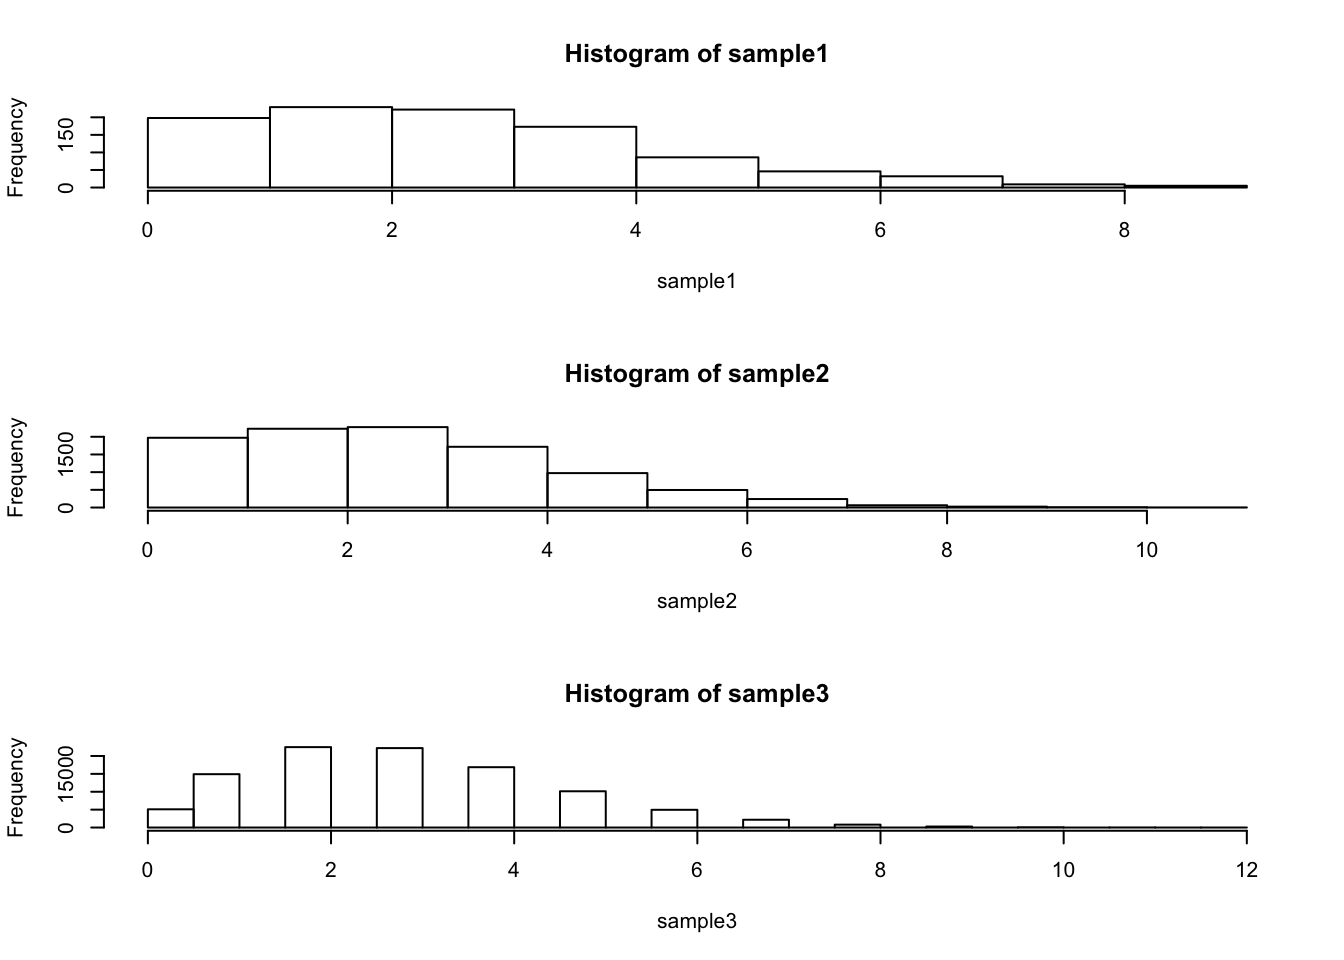 Histogram of sample1
Frequency
150
0
0 2 4 6 8
sample1
Histogram of sample2
Frequency
1500
0
0 2 4 6 8 10
sample2
Histogram of sample3
Frequency
15000
0
0 2 4 6 8 10 12
sample3